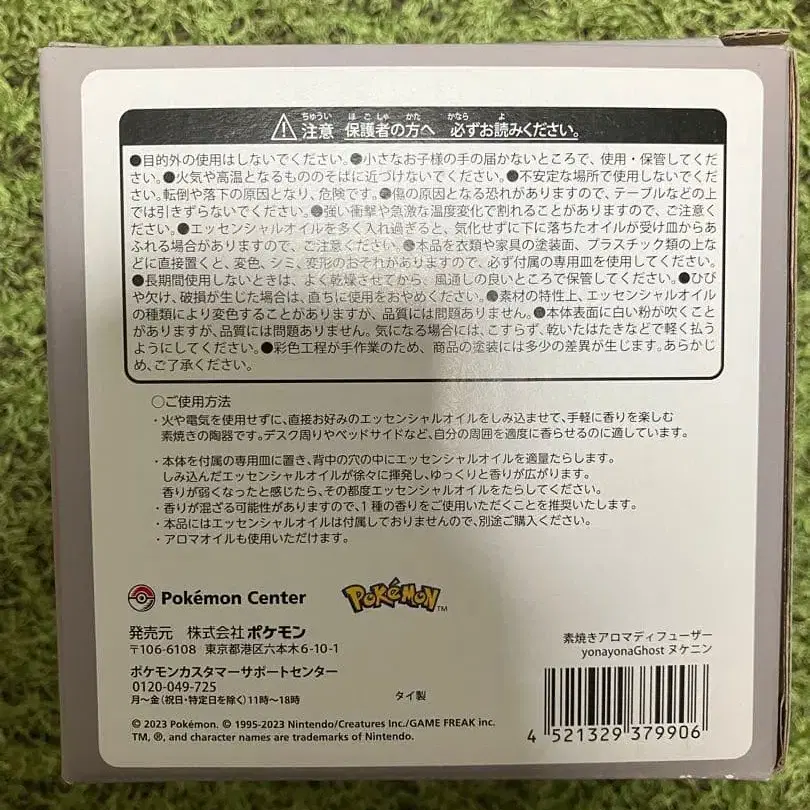 ちゅうい ほごしゃ かた かなら よ
注意 保護者の方へ 必ずお読みください。
●目的外の使用はしないでください。●小さなお子様の手の届かないところで、使用・保管してくだ
さい。●火気や高温となるもののそばに近づけないでください。●不安定な場所で使用しないでくだ
さい。転倒や落下の原因となり、危険です。●傷の原因となる恐れがありますので、テーブルなどの上
では引きずらないでください。●強い衝撃や急激な温度変化で割れることがありますので、ご注意くだ
さい。●エッセンシャルオイルを多く入れ過ぎると、気化せずに下に落ちたオイルが受け皿からあ
ふれる場合がありますので、ご注意ください。●本品を衣類や家具の塗装面、プラスチック類の上な
どに直接置くと、変色、シミ、変形のおそれがありますので、必ず付属の専用皿を使用してください。
●長期間使用しないときは、よく乾燥させてから、風通しの良いところで保管してください。●ひび
や欠け、破損が生じた場合は、直ちに使用をおやめください。●素材の特性上、エッセンシャルオイル
の種類により変色することがありますが、品質には問題ありません。●本体表面に白い粉が吹くこと
がありますが、品質には問題ありません。気になる場合には、こすらず、乾いたはたきなどで軽く払う
ようにしてください。●彩色工程が手作業のため、商品の塗装には多少の差異が生じます。あらかじ
め、ご了承ください。
○ご使用方法
・火や電気を使用せずに、直接お好みのエッセンシャルオイルをしみ込ませて、手軽に香りを楽しむ
素焼きの陶器です。デスク周りやベッドサイドなど、自分の周囲を適度に香らせるのに適しています。
・本体を付属の専用皿に置き、背中の穴の中にエッセンシャルオイルを適量たらします。
しみ込んだエッセンシャルオイルが徐々に揮発し、ゆっくりと香りが広がります。
香りが弱くなったと感じたら、その都度エッセンシャルオイルをたらしてください。
・香りが混ざる可能性がありますので、1種の香りをご使用いただくことを推奨いたします。
・本品にはエッセンシャルオイルは付属しておりませんので、別途ご購入ください。
・アロマオイルも使用いただけます。
Pokémon Center POKéMON TM
発売元 株式会社ポケモン
〒106-6108 東京都港区六本木6-10-1
ポケモンカスタマーサポートセンター
0120-049-725
月~金(祝日・特定日を除く)11時~18時
タイ製
© 2023 Pokémon. © 1995-2023 Nintendo/Creatures Inc./GAME FREAK inc.
TM, ®, and character names are trademarks of Nintendo.
素焼きアロマディフューザー
yonayonaGhost ヌケニン
4 521329 379906